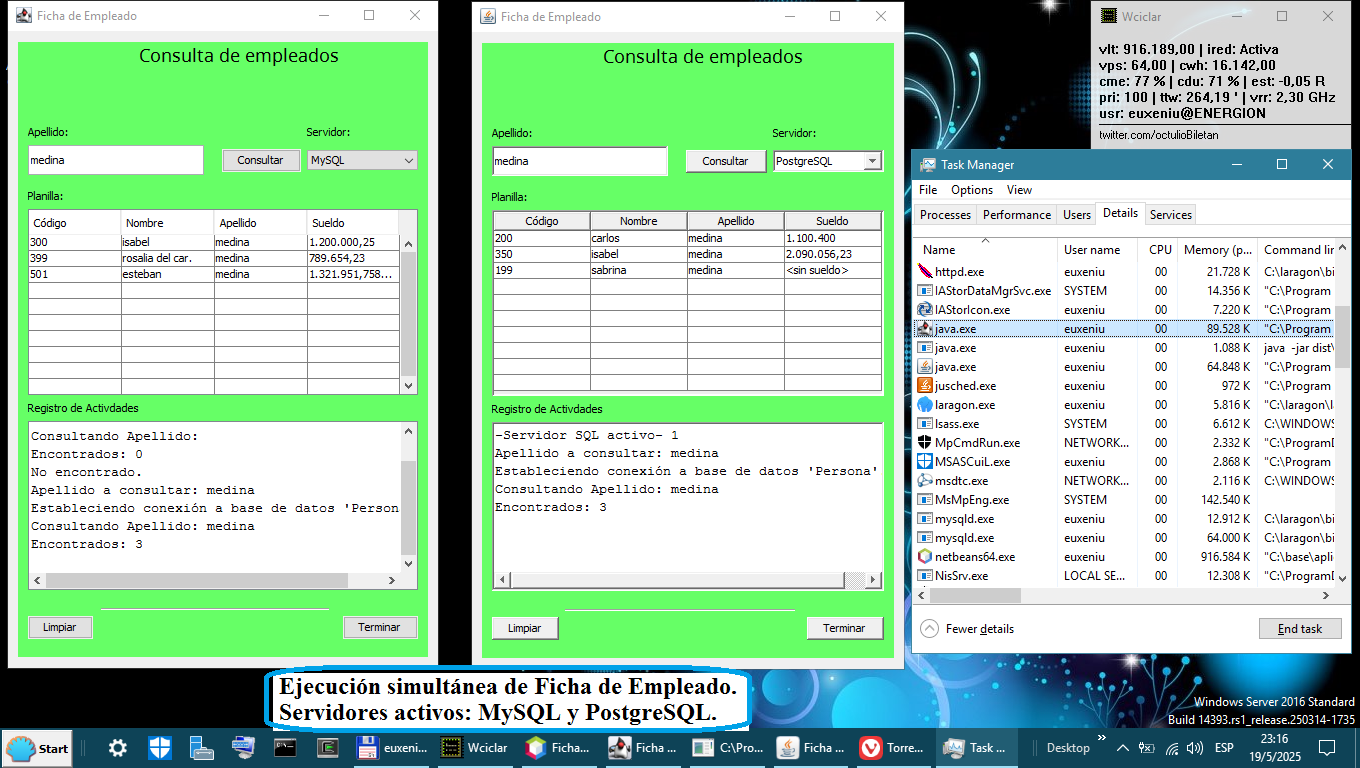 Ficha de Empleado
Consulta de empleados
Apellido:
Servidor:
medina
Consultar
MySQL
Planilla:
Código Nombre Apellido Sueldo
300 isabel medina 1.200.000,25
399 rosalia del car. medina 789.654,23
501 esteban medina 1.321.951,758...
Registro de Activdades
Consultando Apellido:
Encontrados: 0
No encontrado.
Apellido a consultar: medina
Estableciendo conexión a base de datos 'Person
Consultando Apellido: medina
Encontrados: 3
Limpiar
Terminar
Ficha de Empleado
Consulta de empleados
Apellido:
Servidor:
medina
Consultar
PostgreSQL
Planilla:
Código Nombre Apellido Sueldo
200 carlos medina 1.100.400
350 isabel medina 2.090.056,23
199 sabrina medina <sin sueldo>
Registro de Activdades
-Servidor SQL activo- 1
Apellido a consultar: medina
Estableciendo conexión a base de datos 'Persona'
Consultando Apellido: medina
Encontrados: 3
Limpiar
Terminar
Wciclar
vlt: 916.189,00 | ired: Activa
vps: 64,00 | cwh: 16.142,00
cme: 77 % | cdu: 71 % | est: -0,05 R
pri: 100 | ttw: 264,19 ' | vrr: 2,30 GHz
usr: euxeniu@ENERGION
twitter.com/octulioBiletan
Task Manager
File Options View
Processes Performance Users Details Services
Name User name CPU Memory (p... Command lir
httpd.exe euxeniu 00 21.728 K C:\laragon\bi
IAStorDataMgrSvc.exe SYSTEM 00 14.356 K "C:\Program
IAStorIcon.exe euxeniu 00 7.220 K "C:\Program
java.exe euxeniu 00 89.528 K "C:\Program
java.exe euxeniu 00 1.088 K java -jar dist\
java.exe euxeniu 00 64.848 K "C:\Program
jusched.exe euxeniu 00 972 K "C:\Program
laragon.exe euxeniu 00 5.816 K "C:\laragon\l
lsass.exe SYSTEM 00 6.612 K C:\WINDOWS
MpCmdRun.exe NETWORK... 00 2.332 K "C:\ProgramD
MSASCuiL.exe euxeniu 00 2.868 K "C:\Program
msdtc.exe NETWORK... 00 2.116 K C:\WINDOWS
MsMpEng.exe SYSTEM 00 142.540 K
mysqld.exe euxeniu 00 12.912 K C:\laragon\bi
mysqld.exe euxeniu 00 64.000 K C:\laragon\bi
netbeans64.exe euxeniu 00 916.584 K "C:\base\apli
NisSrv.exe LOCAL SE... 00 12.308 K "C:\ProgramD
Fewer details
End task
Ejecución simultánea de Ficha de Empleado.
Servidores activos: MySQL y PostgreSQL.
Windows Server 2016 Standard
Build 14393.rs1_release.250314-1735
Start
euxeni...
Wciclar
Ficha...
Ficha ...
C:\Pro...
Ficha ...
Torre...
Task ...
Desktop
ESP
23:16
19/5/2025